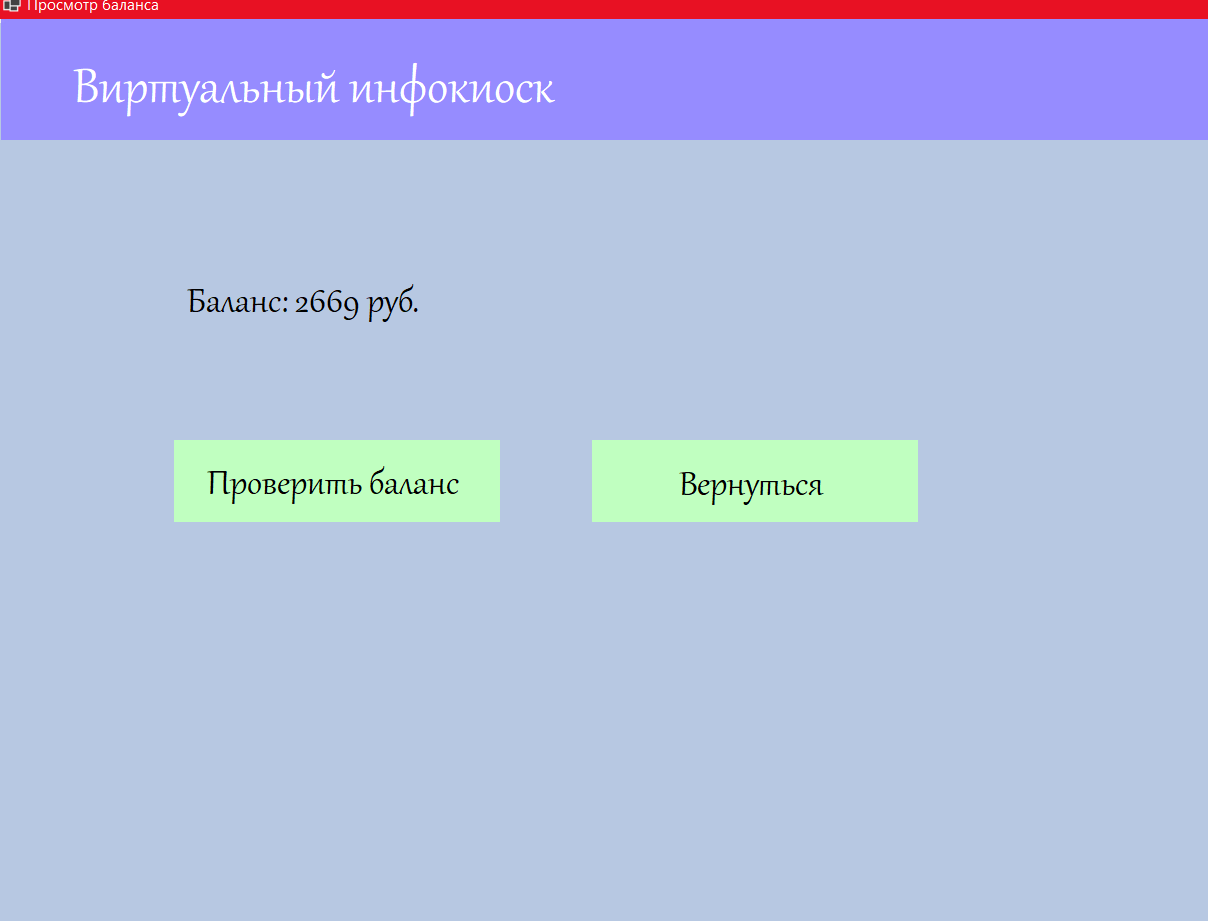 Просмотр баланса
Виртуальный инфокиоск
Баланс: 2669 руб.
Проверить баланс
Вернуться